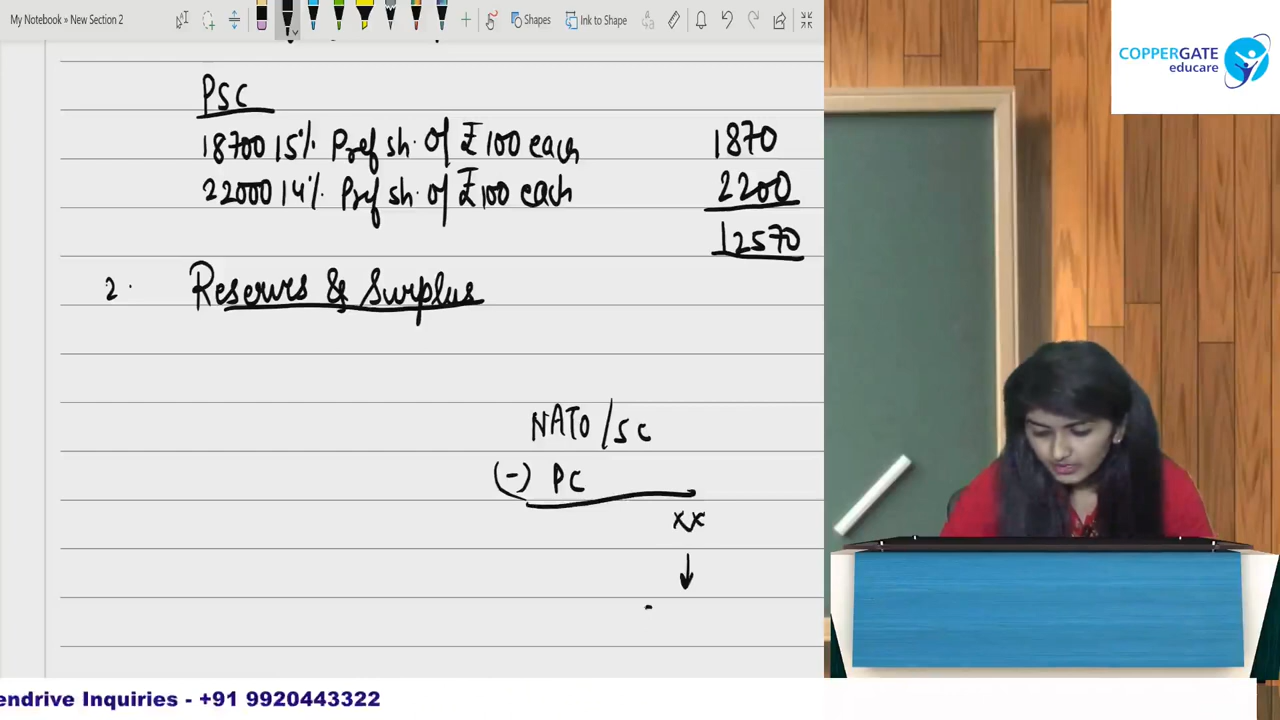 My Notebook » New Section 2
Shapes
Ink to Shape
COPPERGATE
educare
PSC
18700 15% Pref sh. of ₹100 each 1870
22000 14% Pref sh. of ₹100 each 2200
12570
2. Reserves & Surplus
NATO/SC
(-) PC
xx
endrive Inquiries - +91 9920443322